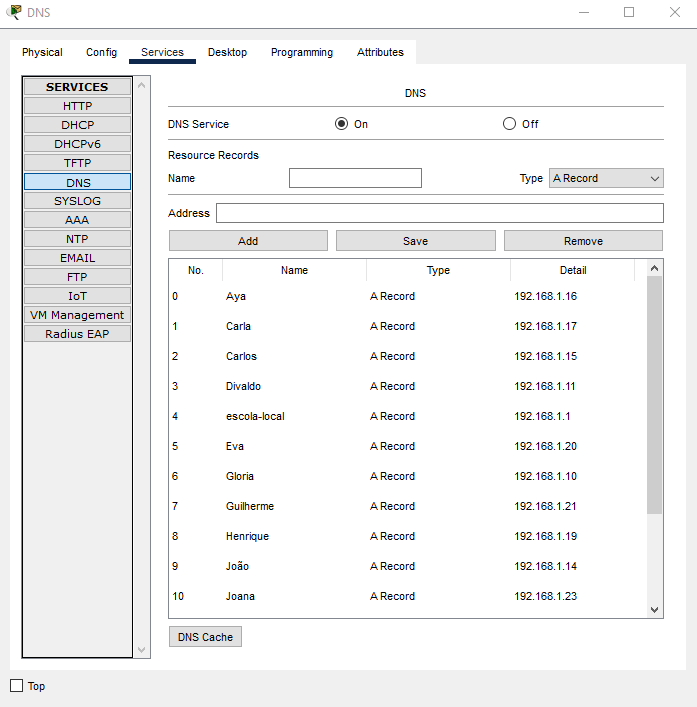 DNS
Physical Config Services Desktop Programming Attributes
SERVICES
HTTP
DHCP
DHCPv6
TFTP
DNS
SYSLOG
AAA
NTP
EMAIL
FTP
IoT
VM Management
Radius EAP
DNS
DNS Service On Off
Resource Records
Name Type A Record
Address
Add Save Remove
No. Name Type Detail
0 Aya A Record 192.168.1.16
1 Carla A Record 192.168.1.17
2 Carlos A Record 192.168.1.15
3 Divaldo A Record 192.168.1.11
4 escola-local A Record 192.168.1.1
5 Eva A Record 192.168.1.20
6 Gloria A Record 192.168.1.10
7 Guilherme A Record 192.168.1.21
8 Henrique A Record 192.168.1.19
9 João A Record 192.168.1.14
10 Joana A Record 192.168.1.23
DNS Cache
Top